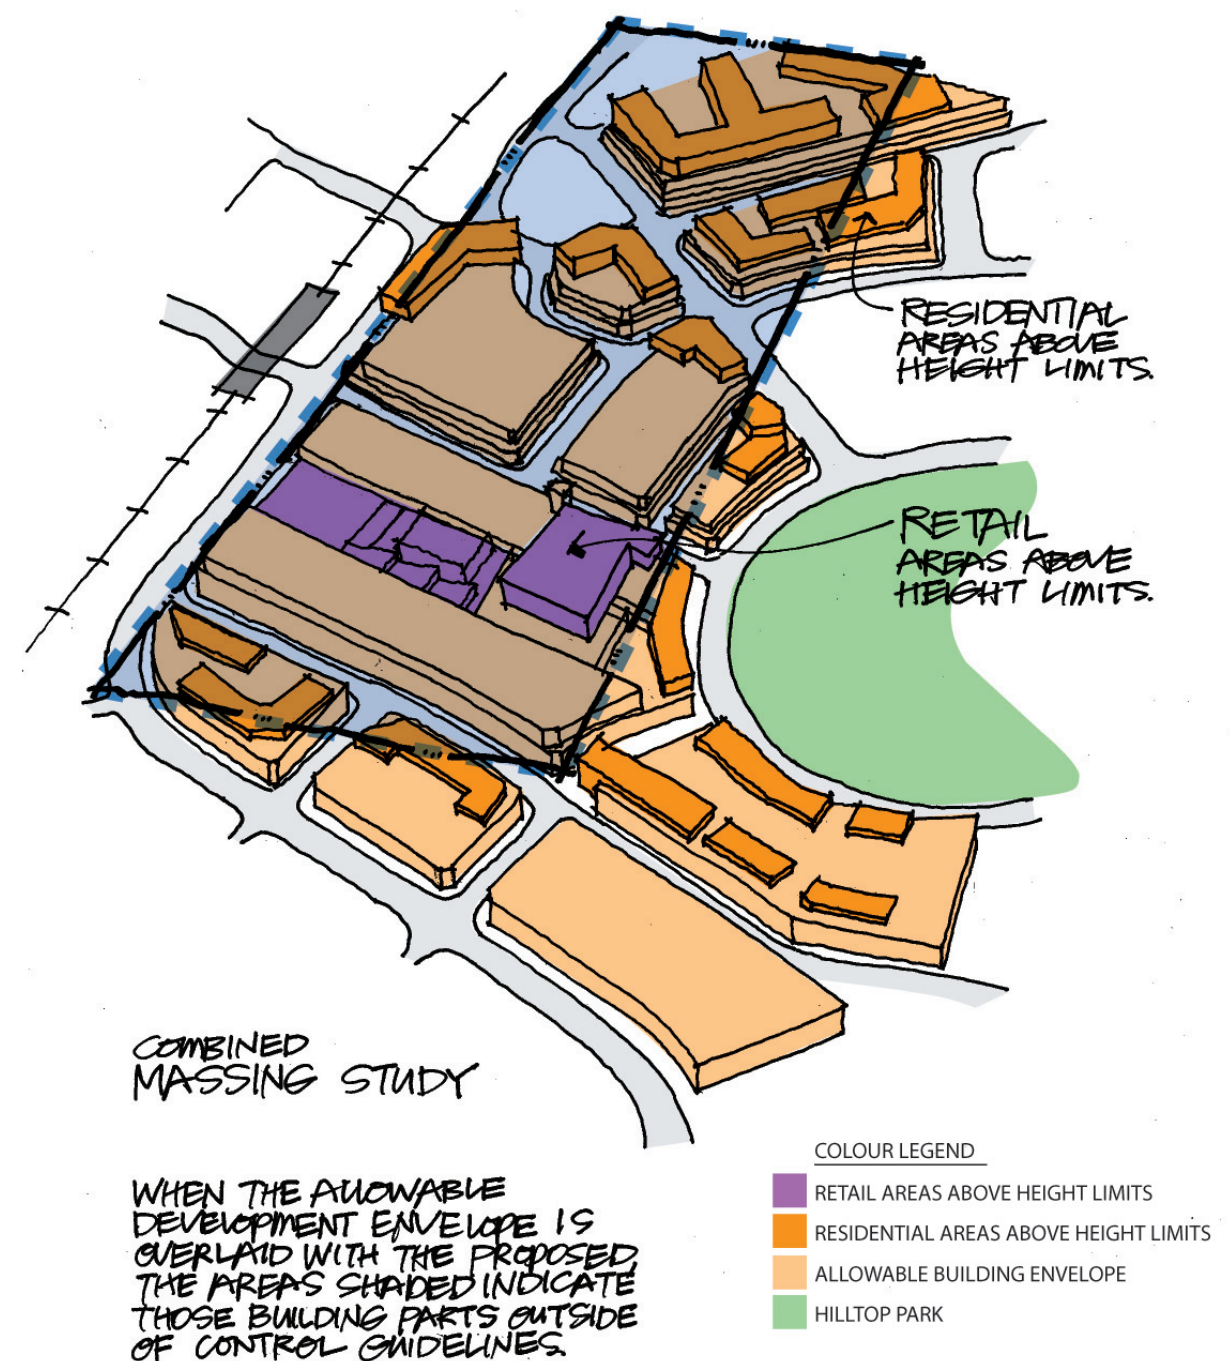 RESIDENTIAL
AREAS ABOVE
HEIGHT LIMITS.
RETAIL
AREAS ABOVE
HEIGHT LIMITS.
COMBINED
MASSING STUDY
WHEN THE ALLOWABLE
DEVELOPMENT ENVELOPE IS
OVERLAID WITH THE PROPOSED,
THE AREAS SHADED INDICATE
THOSE BUILDING PARTS OUTSIDE
OF CONTROL GUIDELINES.
COLOUR LEGEND
RETAIL AREAS ABOVE HEIGHT LIMITS
RESIDENTIAL AREAS ABOVE HEIGHT LIMITS
ALLOWABLE BUILDING ENVELOPE
HILLTOP PARK